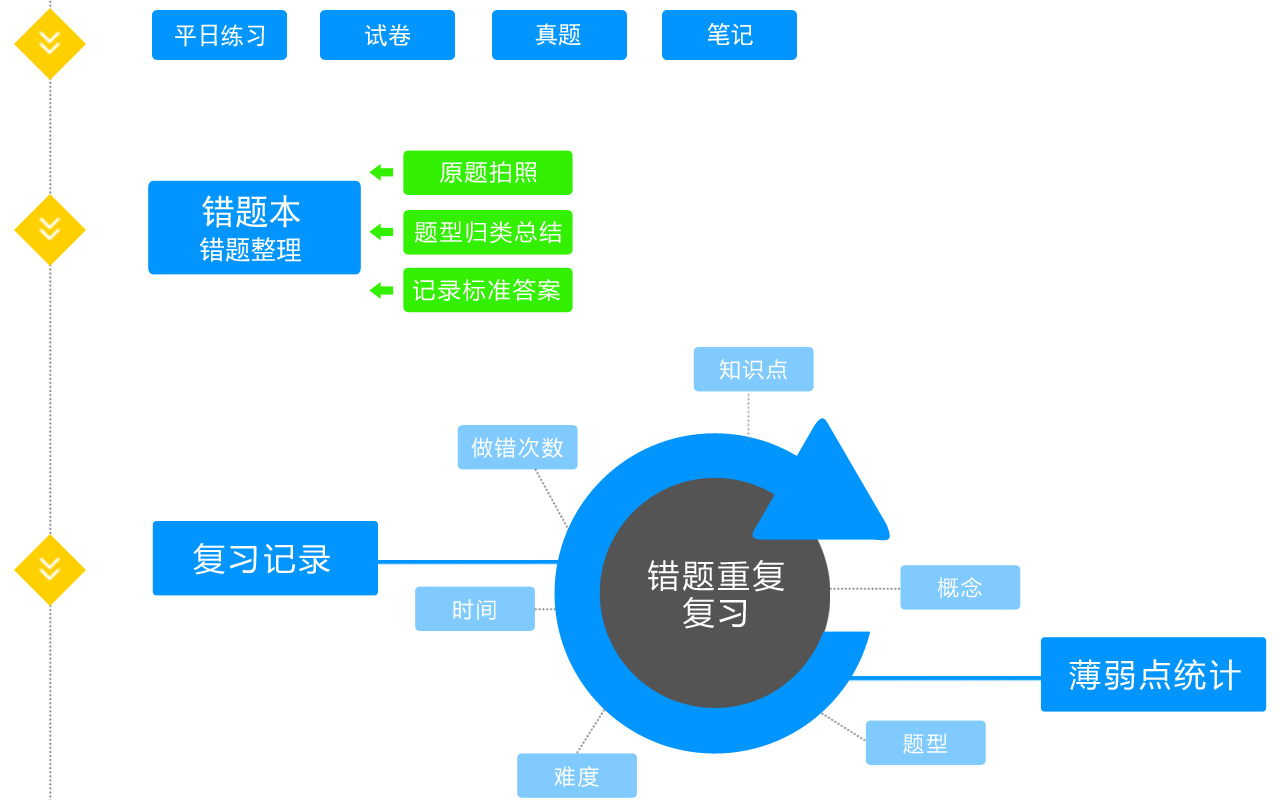 平日练习
试卷
真题
笔记
原题拍照
错题本
错题整理
题型归类总结
记录标准答案
知识点
做错次数
复习记录
错题重复
复习
概念
时间
薄弱点统计
题型
难度